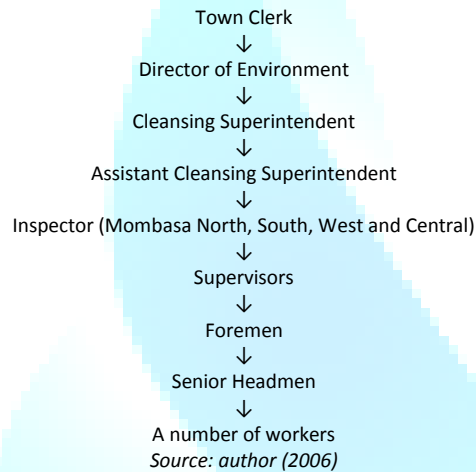 Town Clerk
↓
Director of Environment
↓
Cleansing Superintendent
↓
Assistant Cleansing Superintendent
↓
Inspector (Mombasa North, South, West and Central)
↓
Supervisors
↓
Foremen
↓
Senior Headmen
↓
A number of workers
Source: author (2006)